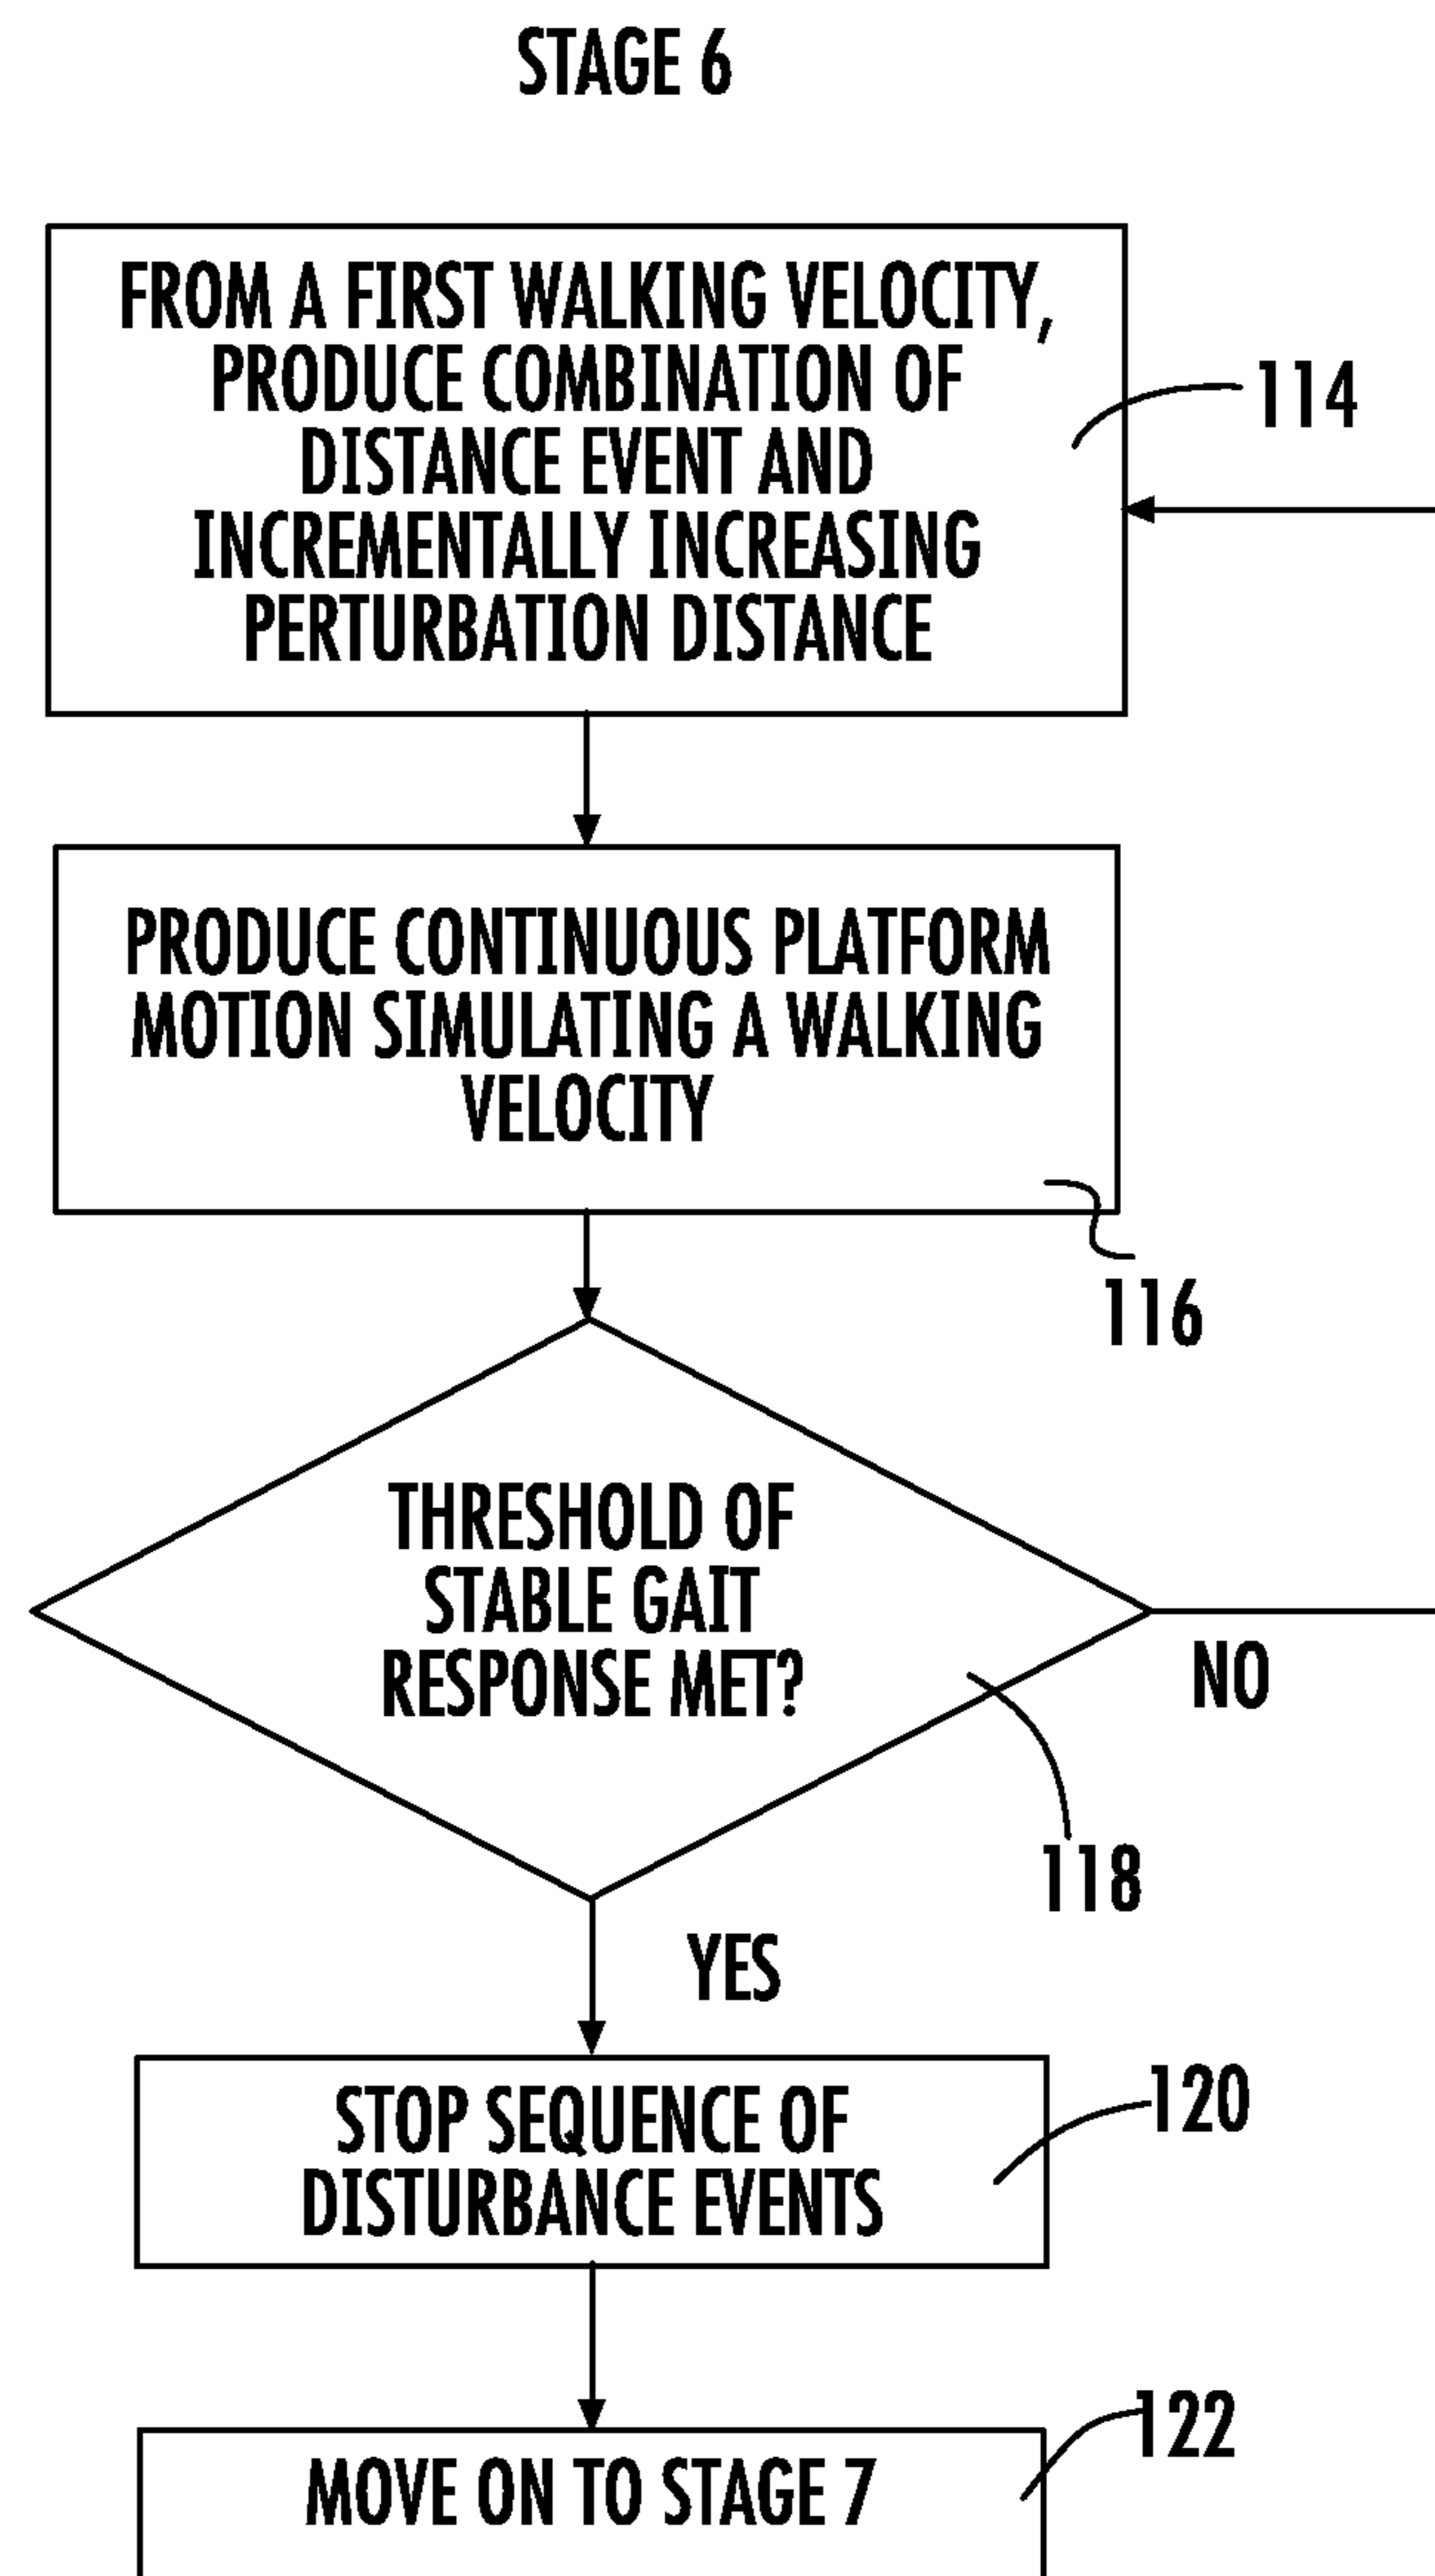 STAGE 6
FROM A FIRST WALKING VELOCITY,
PRODUCE COMBINATION OF
DISTANCE EVENT AND
INCREMENTALLY INCREASING
PERTURBATION DISTANCE
114
PRODUCE CONTINUOUS PLATFORM
MOTION SIMULATING A WALKING
VELOCITY
116
THRESHOLD OF
STABLE GAIT
RESPONSE MET?
NO
118
YES
STOP SEQUENCE OF
DISTURBANCE EVENTS
120
MOVE ON TO STAGE 7
122